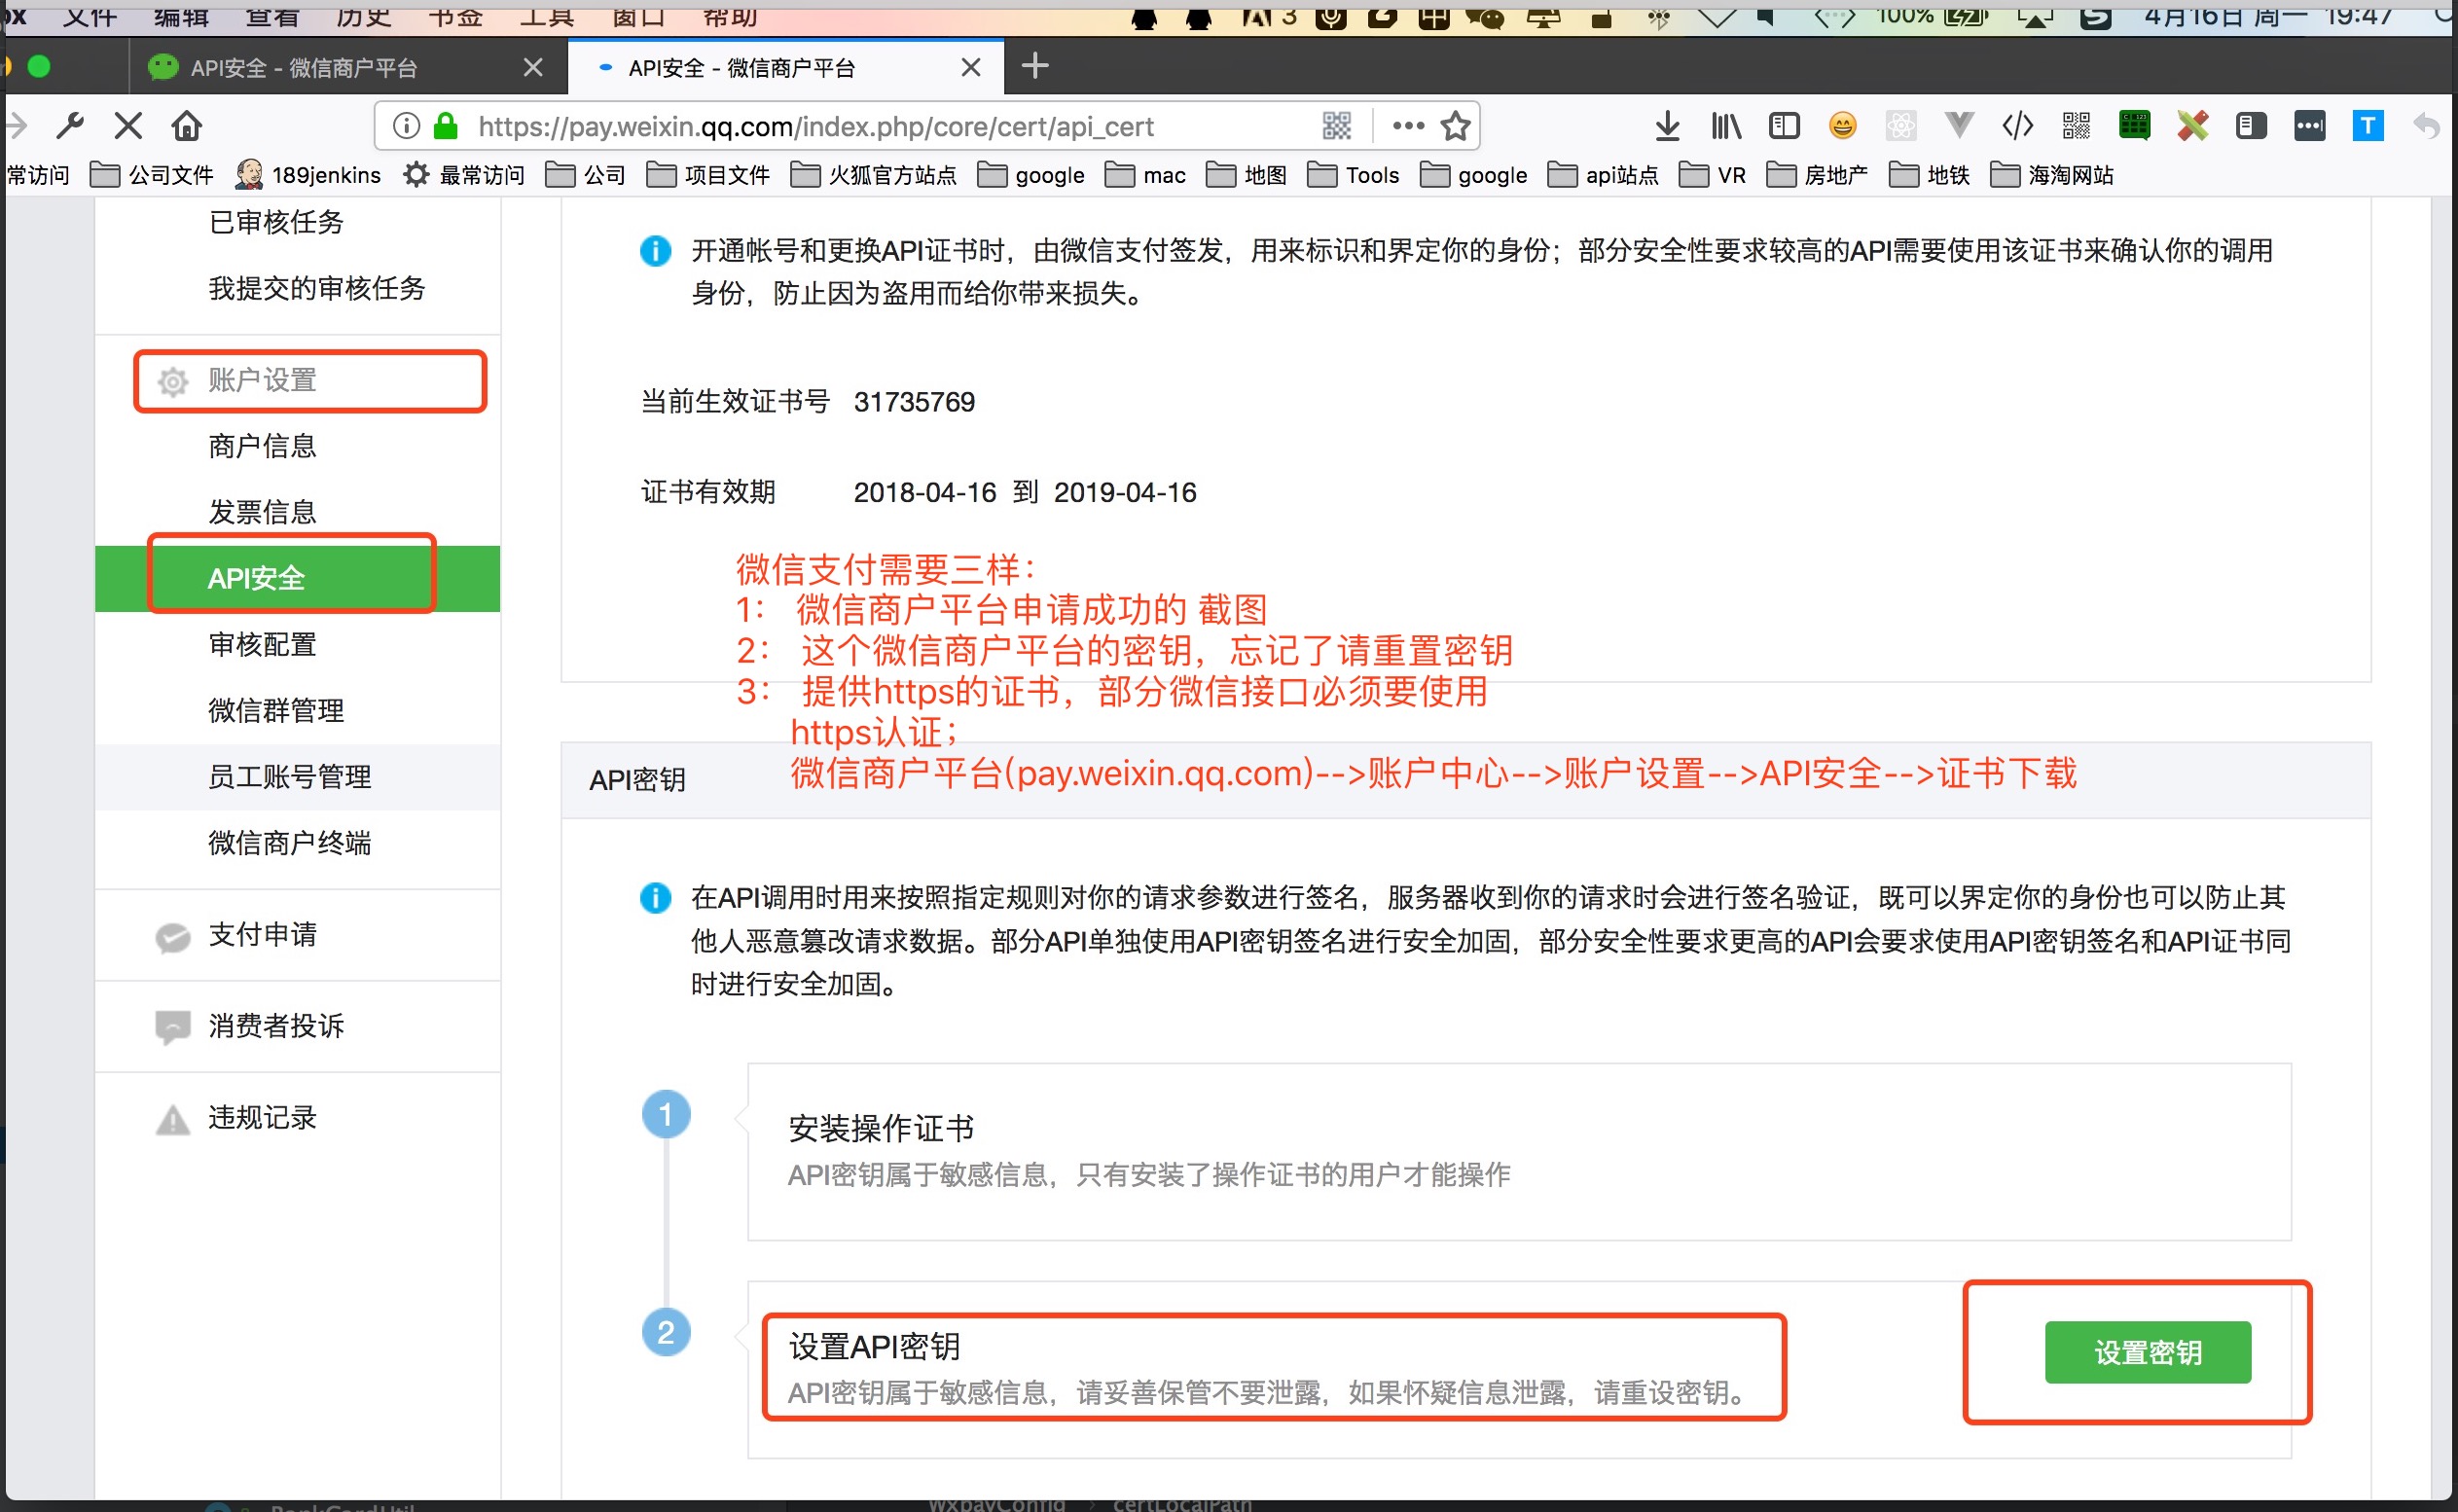 文件 编辑 查看 历史 书签 工具 窗口 帮助 3 100% 4月16日 周一 19:47
API安全 - 微信商户平台 API安全 - 微信商户平台
https://pay.weixin.qq.com/index.php/core/cert/api_cert
常访问 公司文件 189jenkins 最常访问 公司 项目文件 火狐官方站点 google mac 地图 Tools google api站点 VR 房地产 地铁 海淘网站
已审核任务
我提交的审核任务
账户设置
商户信息
发票信息
API安全
审核配置
微信群管理
员工账号管理
微信商户终端
支付申请
消费者投诉
违规记录
开通帐号和更换API证书时，由微信支付签发，用来标识和界定你的身份；部分安全性要求较高的API需要使用该证书来确认你的调用
身份，防止因为盗用而给你带来损失。
当前生效证书号 31735769
证书有效期 2018-04-16 到 2019-04-16
微信支付需要三样：
1： 微信商户平台申请成功的 截图
2： 这个微信商户平台的密钥，忘记了请重置密钥
3： 提供https的证书，部分微信接口必须要使用
https认证；
微信商户平台(pay.weixin.qq.com)-->账户中心-->账户设置-->API安全-->证书下载
API密钥
在API调用时用来按照指定规则对你的请求参数进行签名，服务器收到你的请求时会进行签名验证，既可以界定你的身份也可以防止其
他人恶意篡改请求数据。部分API单独使用API密钥签名进行安全加固，部分安全性要求更高的API会要求使用API密钥签名和API证书同
时进行安全加固。
1
安装操作证书
API密钥属于敏感信息，只有安装了操作证书的用户才能操作
2
设置API密钥
API密钥属于敏感信息，请妥善保管不要泄露，如果怀疑信息泄露，请重设密钥。
设置密钥
BankCardUtil WxpayConfig certLocalPath